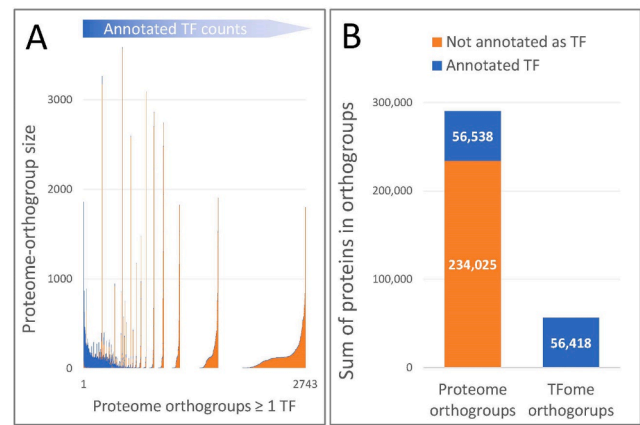 A
Annotated TF counts
Proteome-orthogroup size
3000
2000
1000
0
1
2743
Proteome orthogroups ≥ 1 TF
B
Not annotated as TF
Annotated TF
Sum of proteins in orthogroups
300,000
200,000
100,000
0
56,538
234,025
56,418
Proteome
orthogroups
TFome
orthogorups